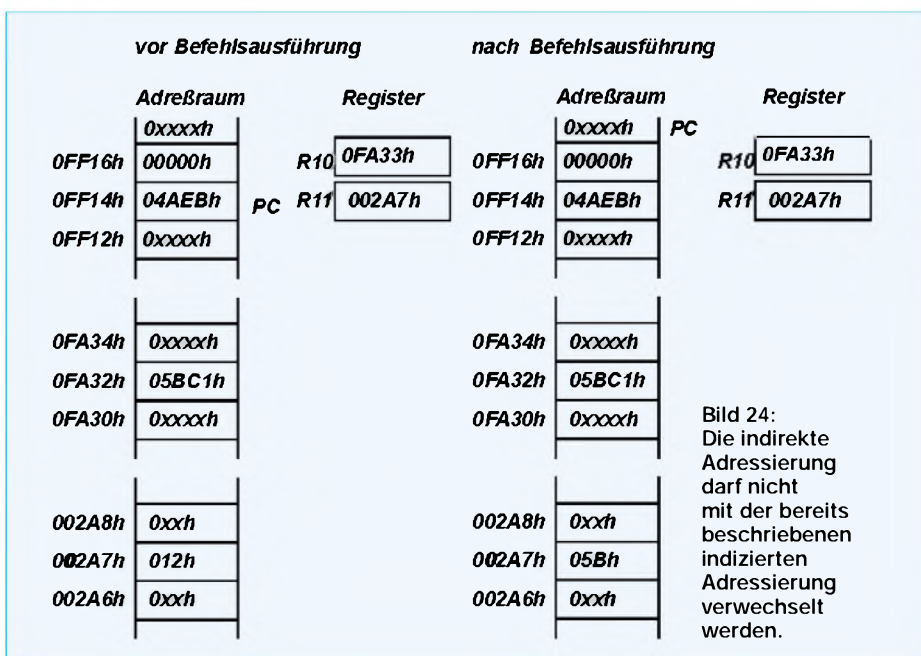 vor Befehlsausführung nach Befehlsausführung
Adreßraum Register Adreßraum Register
0xxxxh 0xxxxh PC
0FF16h 00000h R10 0FA33h 0FF16h 00000h R10 0FA33h
0FF14h 04AEBh PC R11 002A7h 0FF14h 04AEBh R11 002A7h
0FF12h 0xxxxh 0FF12h 0xxxxh
0FA34h 0xxxxh 0FA34h 0xxxxh
0FA32h 05BC1h 0FA32h 05BC1h
0FA30h 0xxxxh 0FA30h 0xxxxh
002A8h 0xxh 002A8h 0xxh
002A7h 012h 002A7h 05Bh
002A6h 0xxh 002A6h 0xxh
Bild 24:
Die indirekte
Adressierung
darf nicht
mit der bereits
beschriebenen
indizierten
Adressierung
verwechselt
werden.